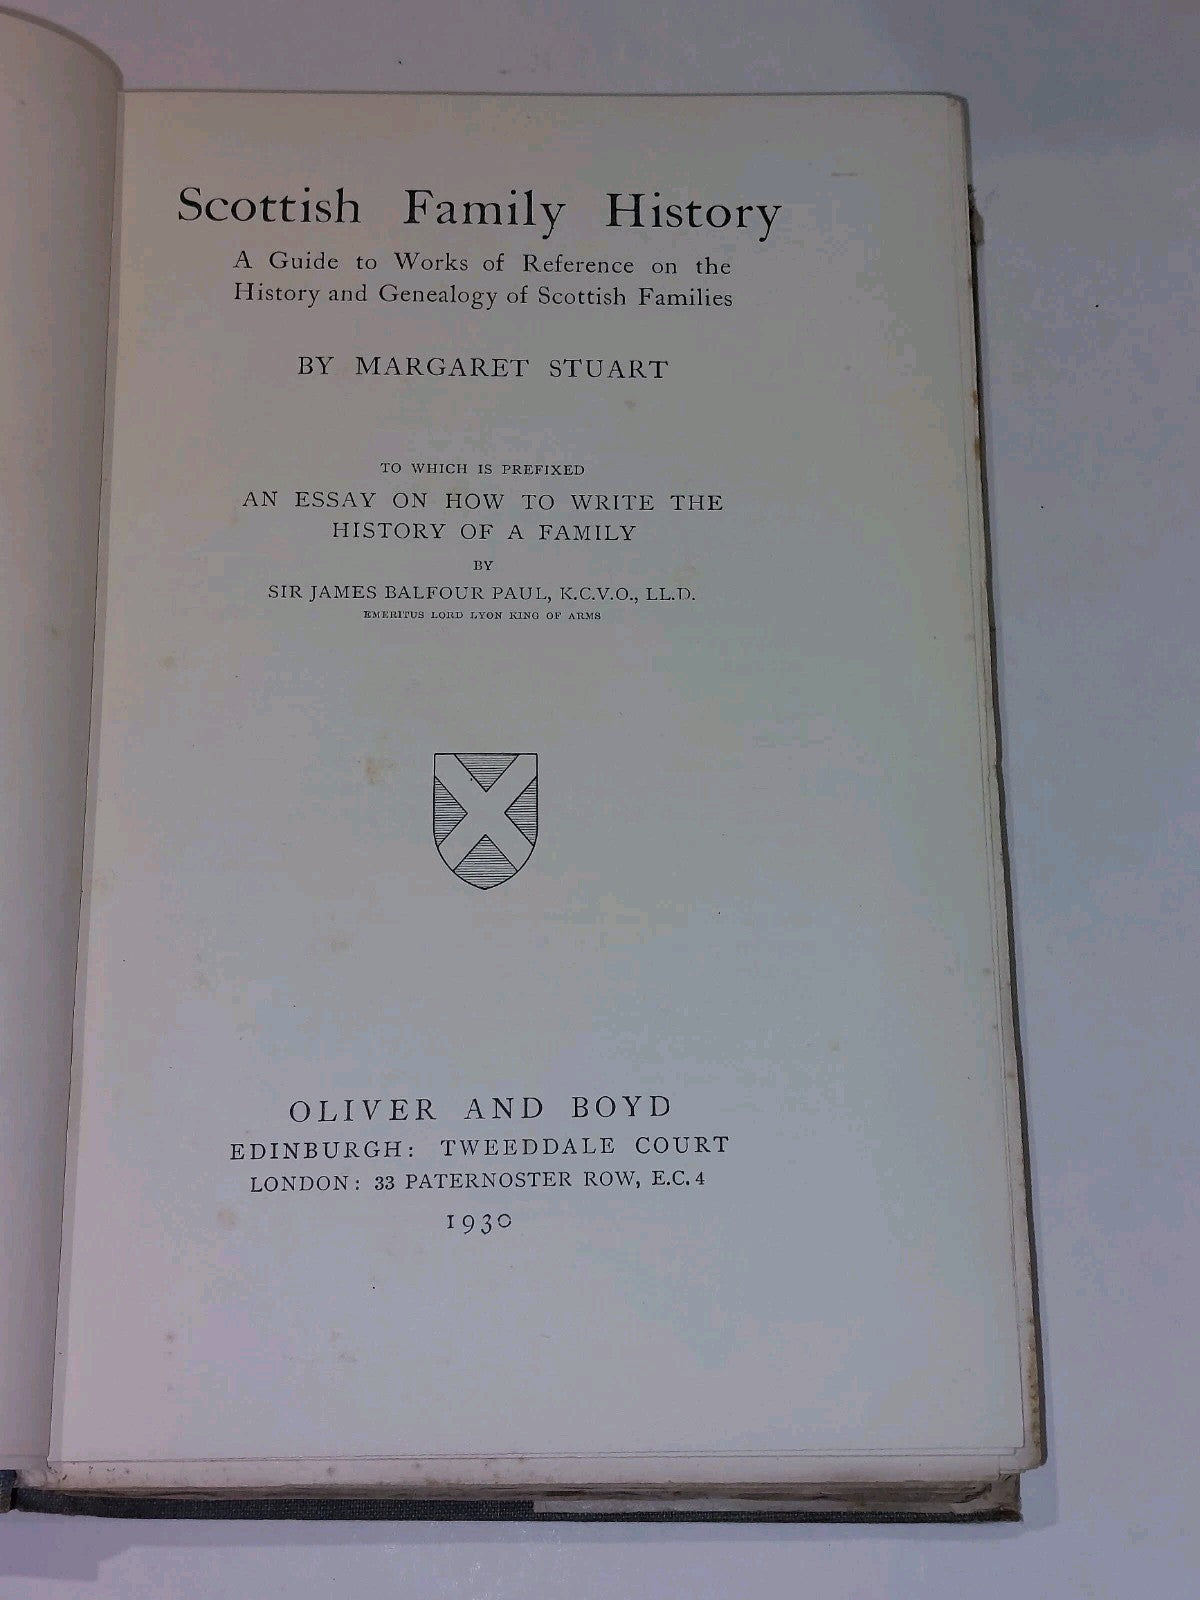 Scottish Family History
A Guide to Works of Reference on the
History and Genealogy of Scottish Families
BY MARGARET STUART
TO WHICH IS PREFIXED
AN ESSAY ON HOW TO WRITE THE
HISTORY OF A FAMILY
BY
SIR JAMES BALFOUR PAUL, K.C.V.O., LL.D.
EMERITUS LORD LYON KING OF ARMS
OLIVER AND BOYD
EDINBURGH: TWEEDDALE COURT
LONDON: 33 PATERNOSTER ROW, E.C. 4
1930